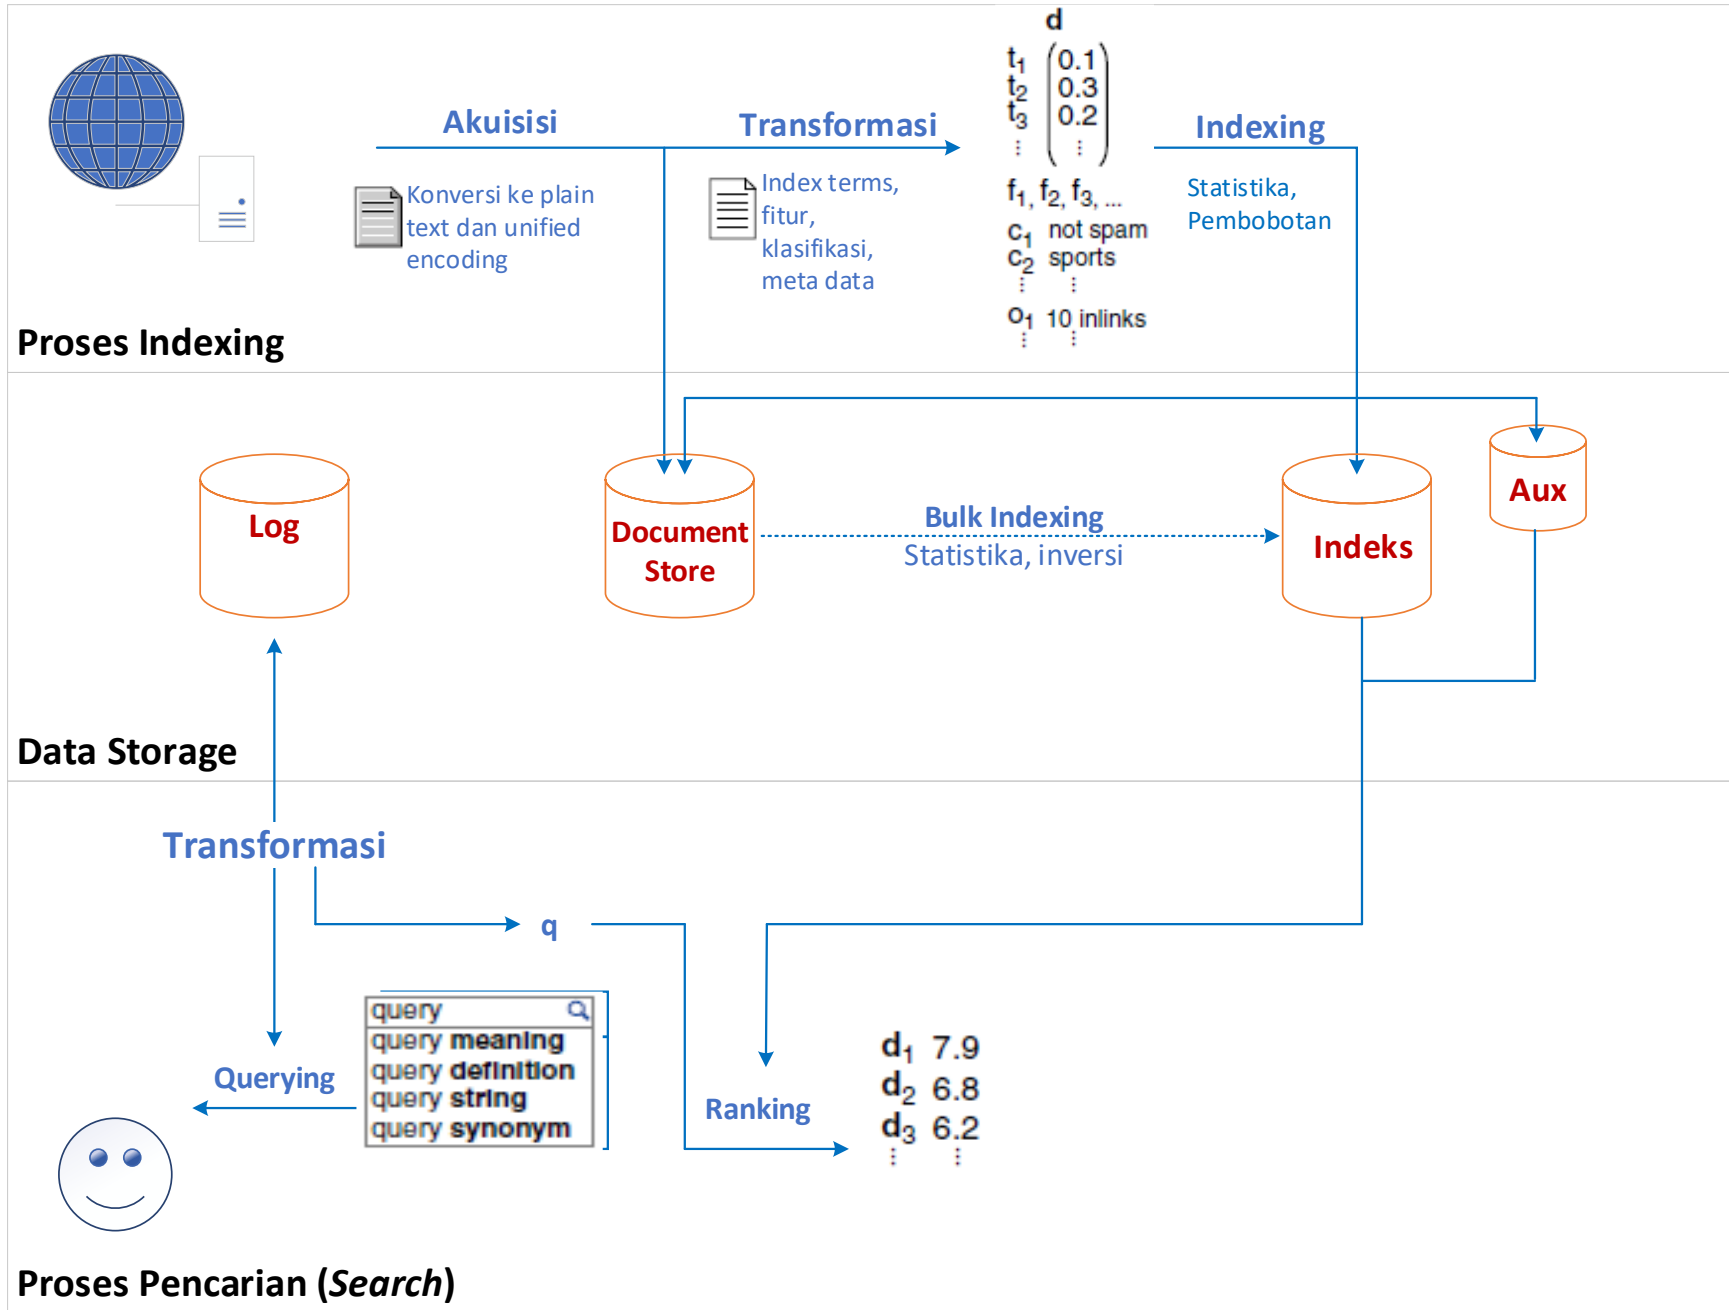 Akuisisi
Konversi ke plain
text dan unified
encoding
Transformasi
Index terms,
fitur,
klasifikasi,
meta data
d
t1 0.1
t2 0.3
t3 0.2
⋮ ⋮
f1, f2, f3, ...
c1 not spam
c2 sports
⋮ ⋮
o1 10 inlinks
⋮ ⋮
Indexing
Statistika,
Pembobotan
Proses Indexing
Log
Document
Store
Bulk Indexing
Statistika, inversi
Indeks
Aux
Data Storage
Transformasi
q
query
query meaning
query definition
query string
query synonym
Querying
Ranking
d1 7.9
d2 6.8
d3 6.2
⋮ ⋮
Proses Pencarian (Search)